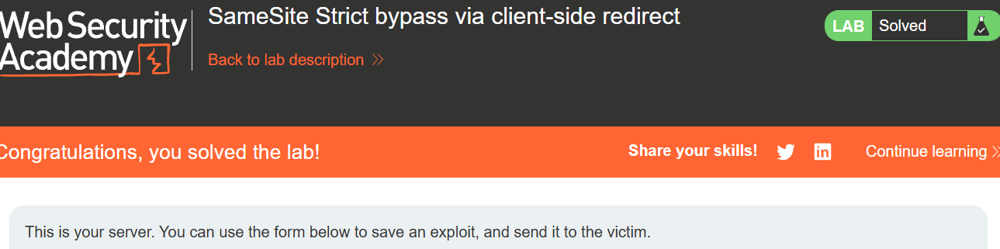 Web Security
Academy
SameSite Strict bypass via client-side redirect
Back to lab description
LAB Solved
Congratulations, you solved the lab!
Share your skills!
Continue learning
This is your server. You can use the form below to save an exploit, and send it to the victim.